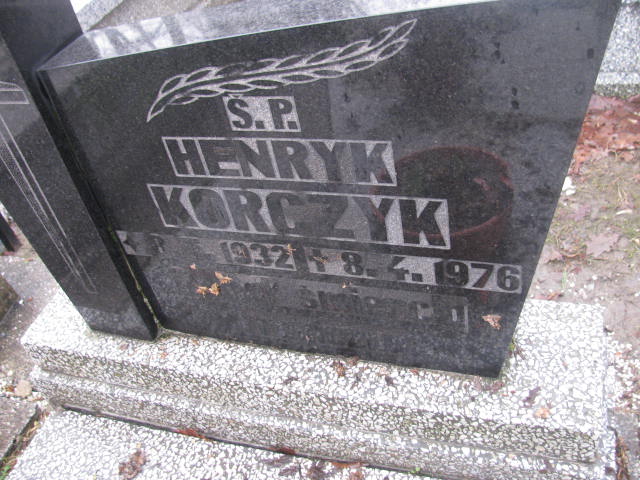 Ś.P.
HENRYK
KORCZYK
1932 † 8.4.1976